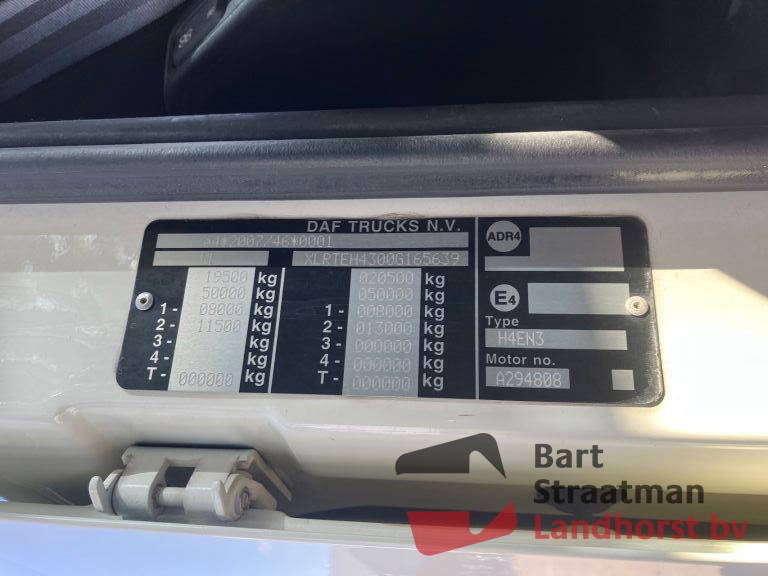 DAF TRUCKS N.V.
e4*2007/46*0001
NL XLRTEH4300G165639
19500 kg 020500 kg
50000 kg 050000 kg
1- 08000 kg 1- 008000 kg
2- 11500 kg 2- 013000 kg
3- kg 3- 000000 kg
4- kg 4- 000000 kg
T- 000000 kg T- 000000 kg
ADR4
E4
Type
H4EN3
Motor no.
A294808
Bart
Straatman
Landhorst bv